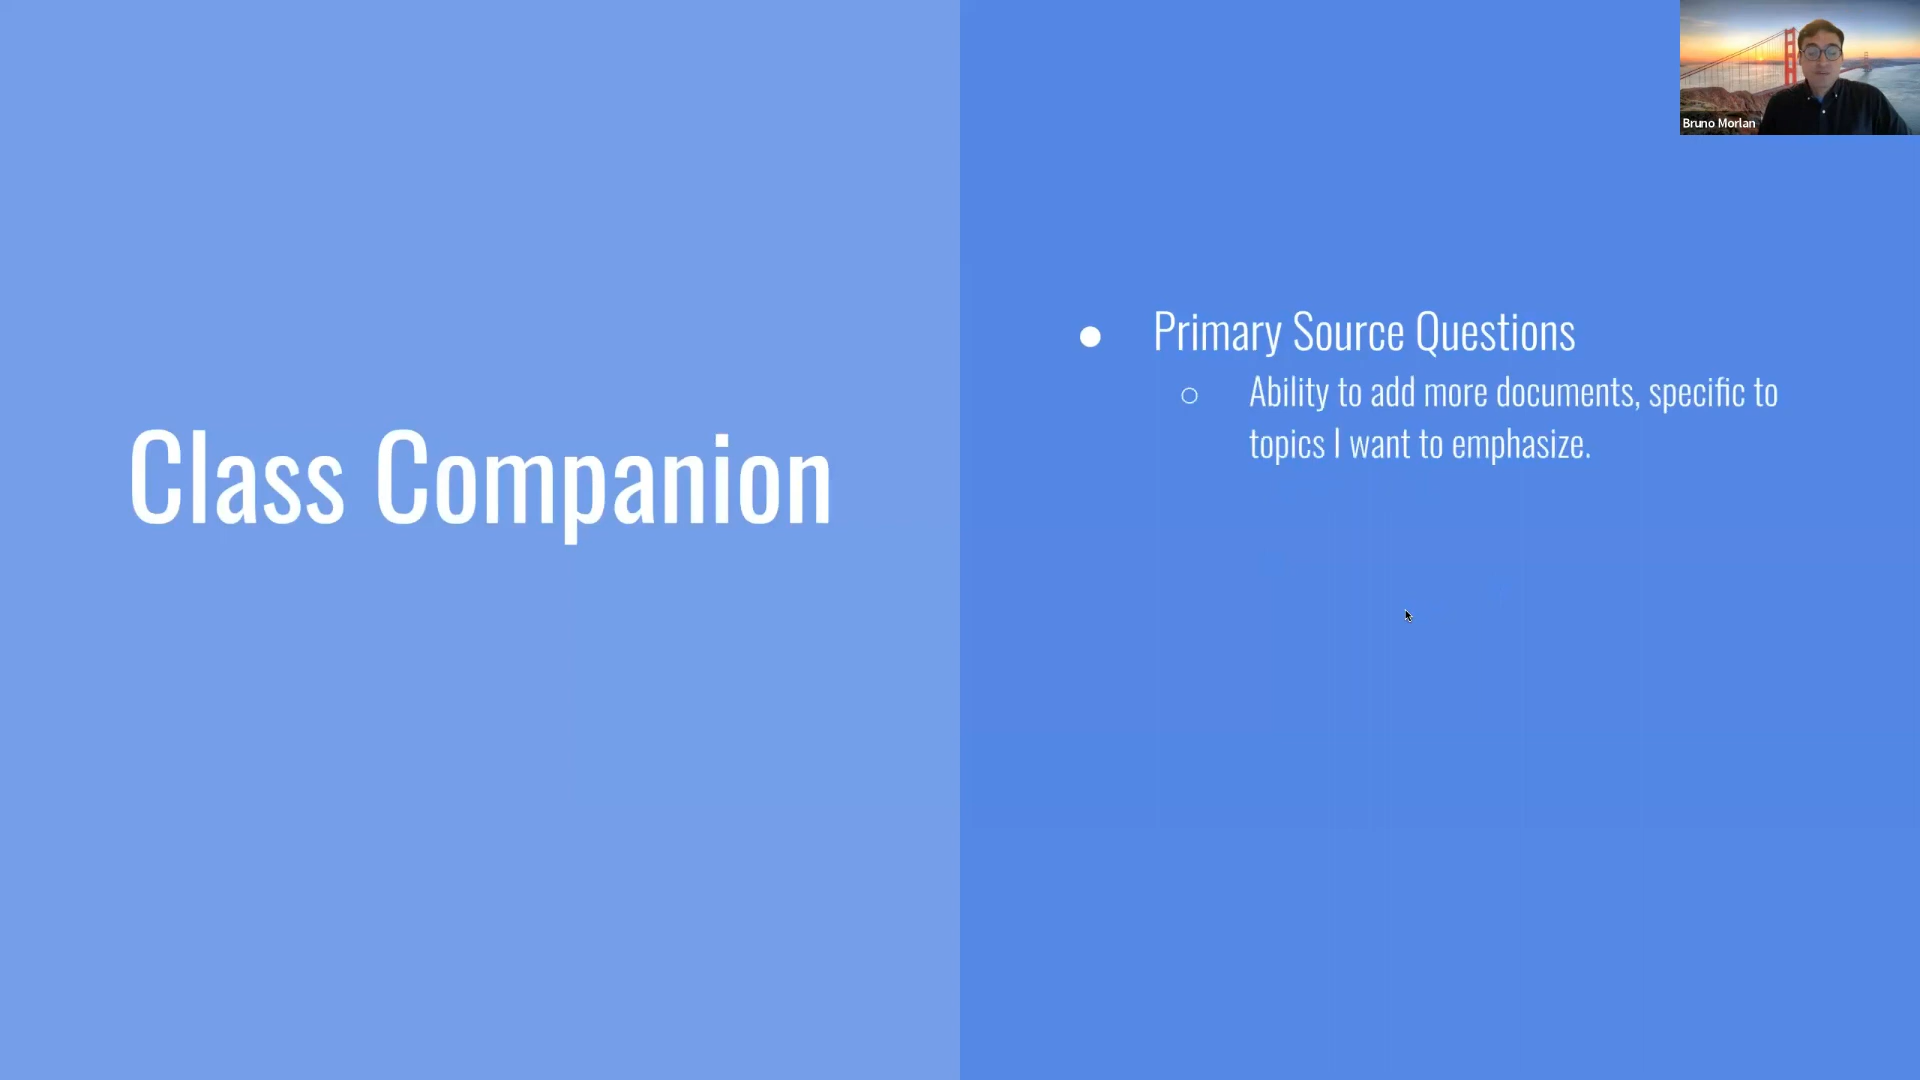 Bruno Morlan
Class Companion
● Primary Source Questions
○ Ability to add more documents, specific to
topics I want to emphasize.